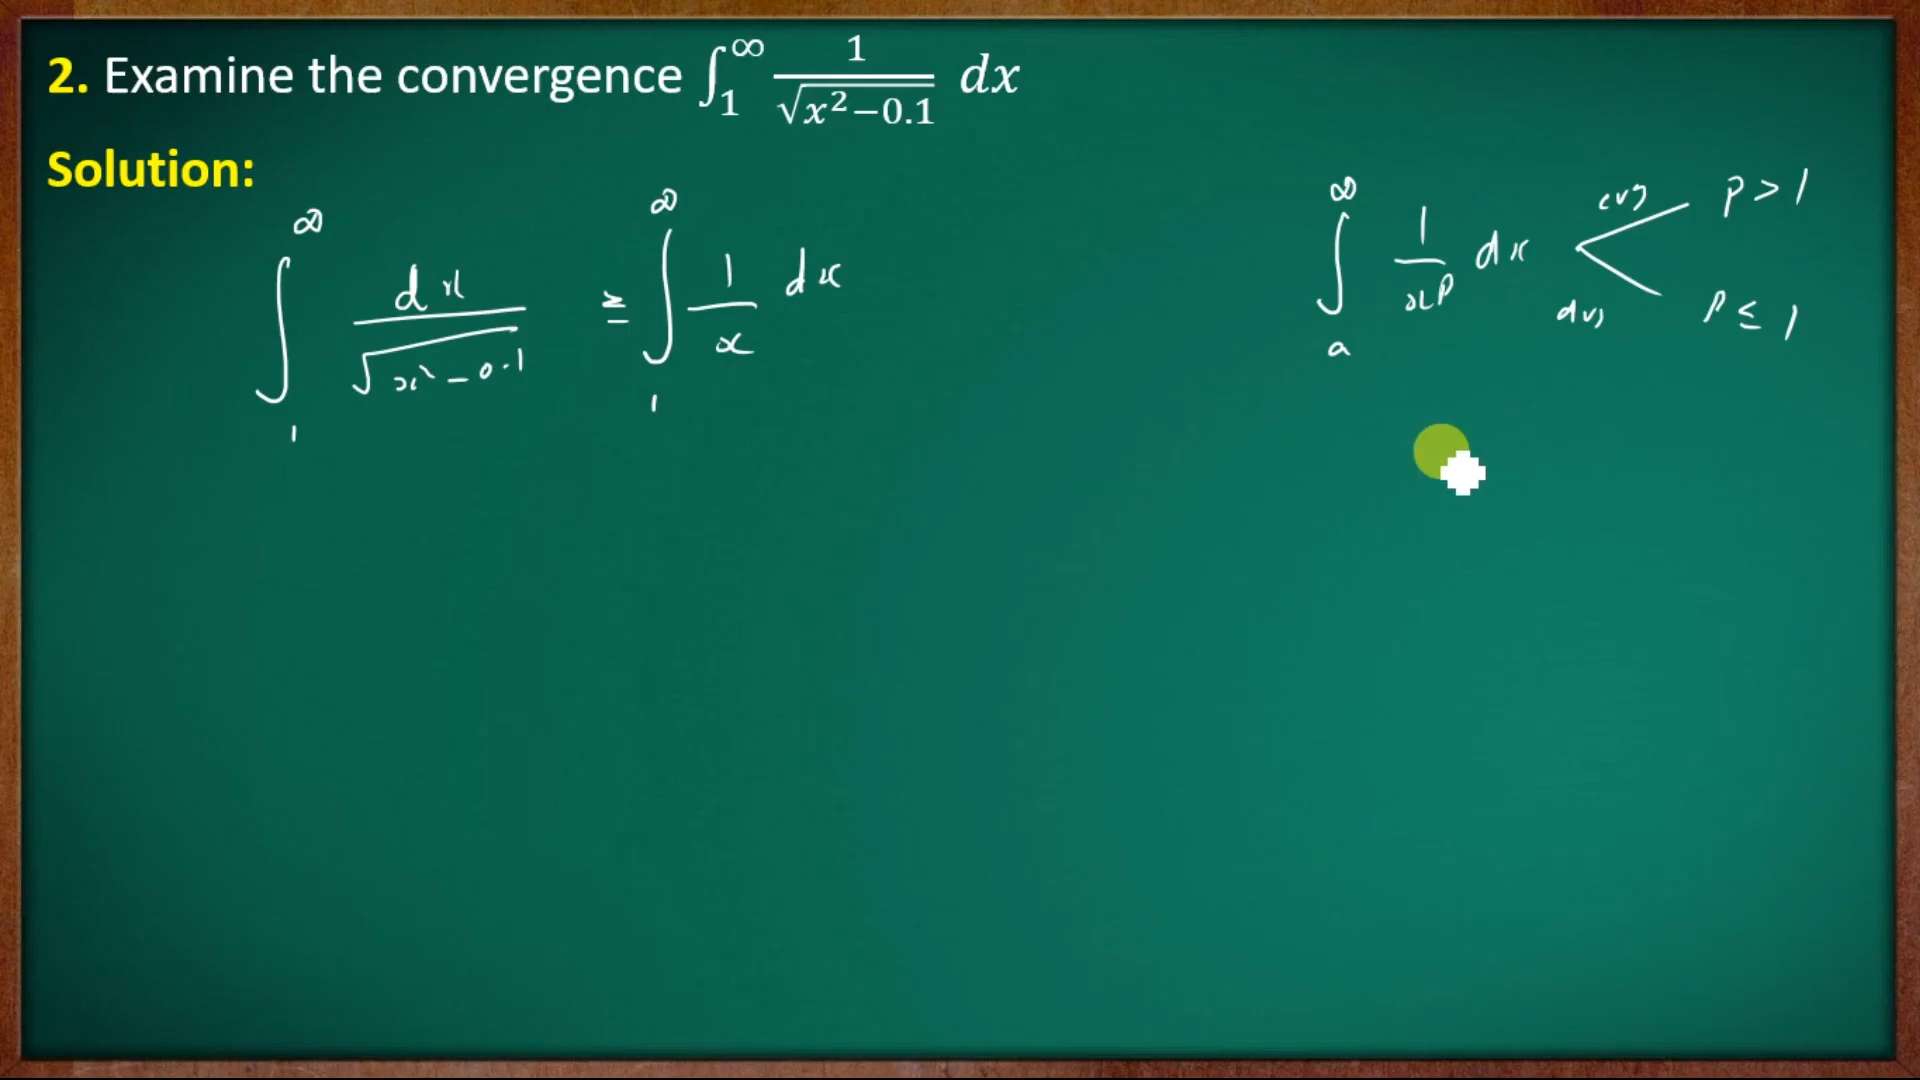 2. Examine the convergence ∫₁^∞ 1/√(x²−0.1) dx
Solution:
∫₁^∞ dx/√(x²−0.1) ≥ ∫₁^∞ 1/x dx
∫ₐ^∞ 1/x^p dx < cvg p > 1
dvg p ≤ 1